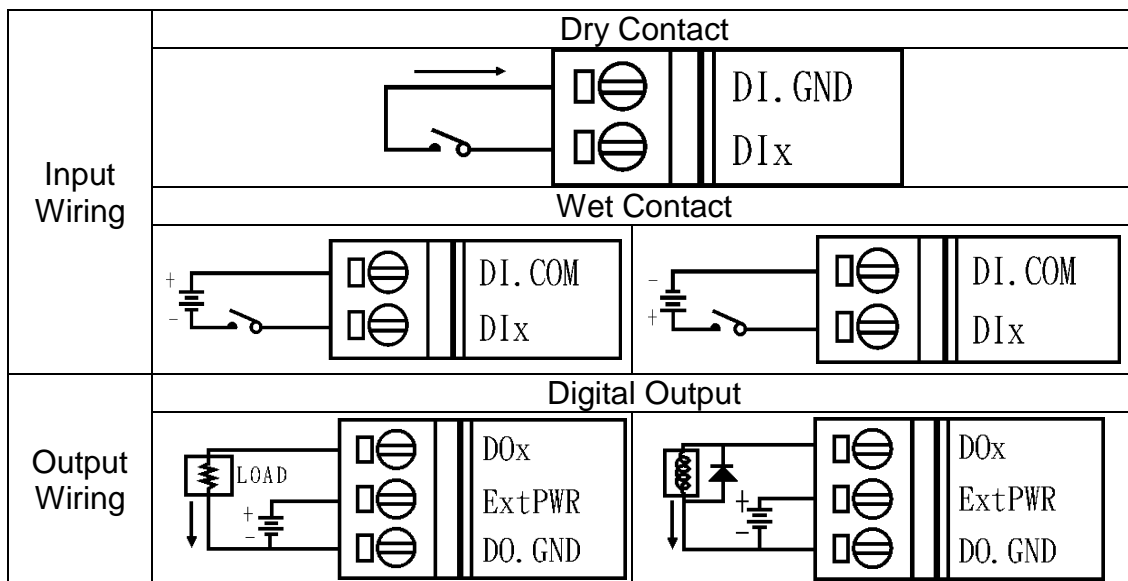 Input
Wiring
Dry Contact
DI.GND
DIx
Wet Contact
+
-
DI.COM
DIx
-
+
DI.COM
DIx
Output
Wiring
Digital Output
LOAD
+
-
DOx
ExtPWR
DO.GND
+
-
DOx
ExtPWR
DO.GND